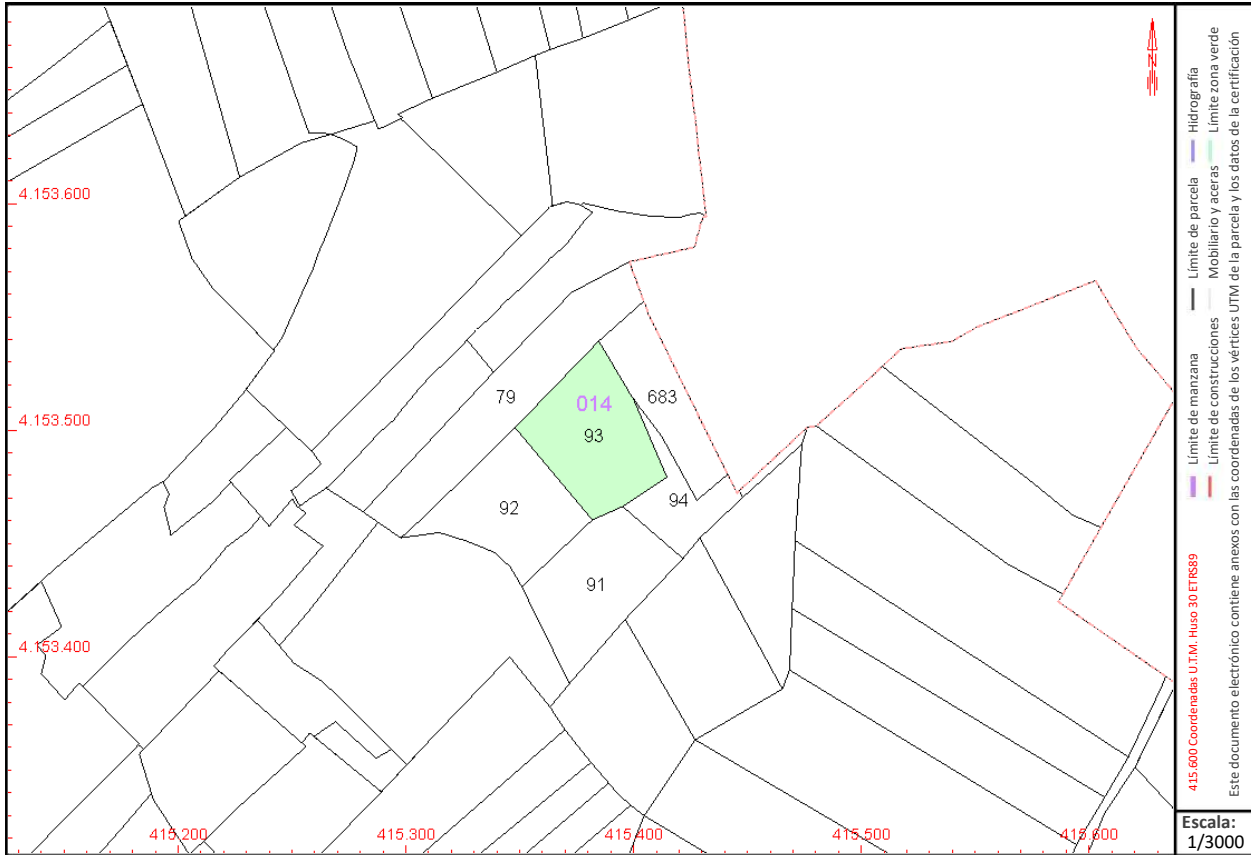 N
4.153.600
79
014
683
4.153.500
93
92
94
91
4.153.400
415.200
415.300
415.400
415.500
415.600
415.600 Coordenadas U.T.M. Huso 30 ETRS89
Límite de manzana
Límite de parcela
Hidrografía
Límite de construcciones
Mobiliario y aceras
Límite zona verde
Este documento electrónico contiene anexos con las coordenadas de los vértices UTM de la parcela y los datos de la certificación
Escala:
1/3000